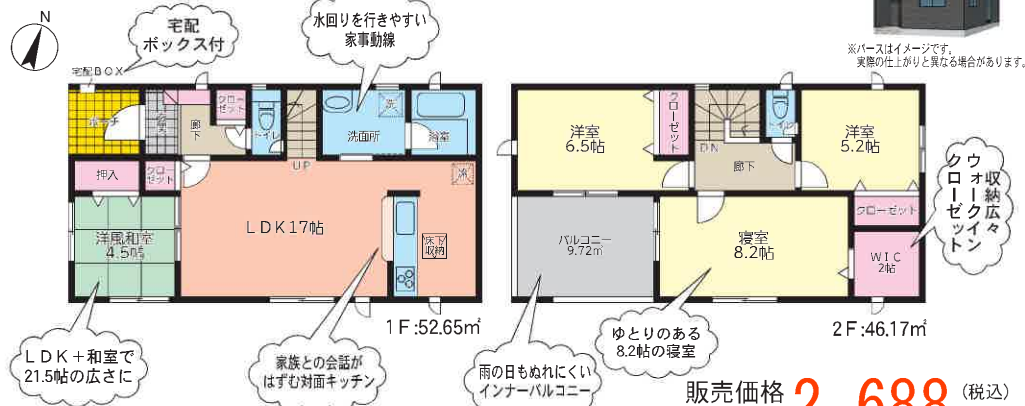 N
宅配
ボックス付
水回りを行きやすい
家事動線
※パースはイメージです。
実際の仕上がりと異なる場合があります。
宅配BOX
ポーチ
廊下
クローゼット
トイレ
UP
洗面所
洗
浴室
押入
クローゼット
洋風和室
4.5帖
LDK17帖
冷
床下
収納
1F:52.65㎡
LDK+和室で
21.5帖の広さに
家族との会話が
はずむ対面キッチン
洋室
6.5帖
クローゼット
DN
トイレ
廊下
洋室
5.2帖
クローゼット
バルコニー
9.72㎡
寝室
8.2帖
WIC
2帖
収納広々
ウォークイン
クローゼット
2F:46.17㎡
雨の日もぬれにくい
インナーバルコニー
ゆとりのある
8.2帖の寝室
販売価格 2,688 (税込)